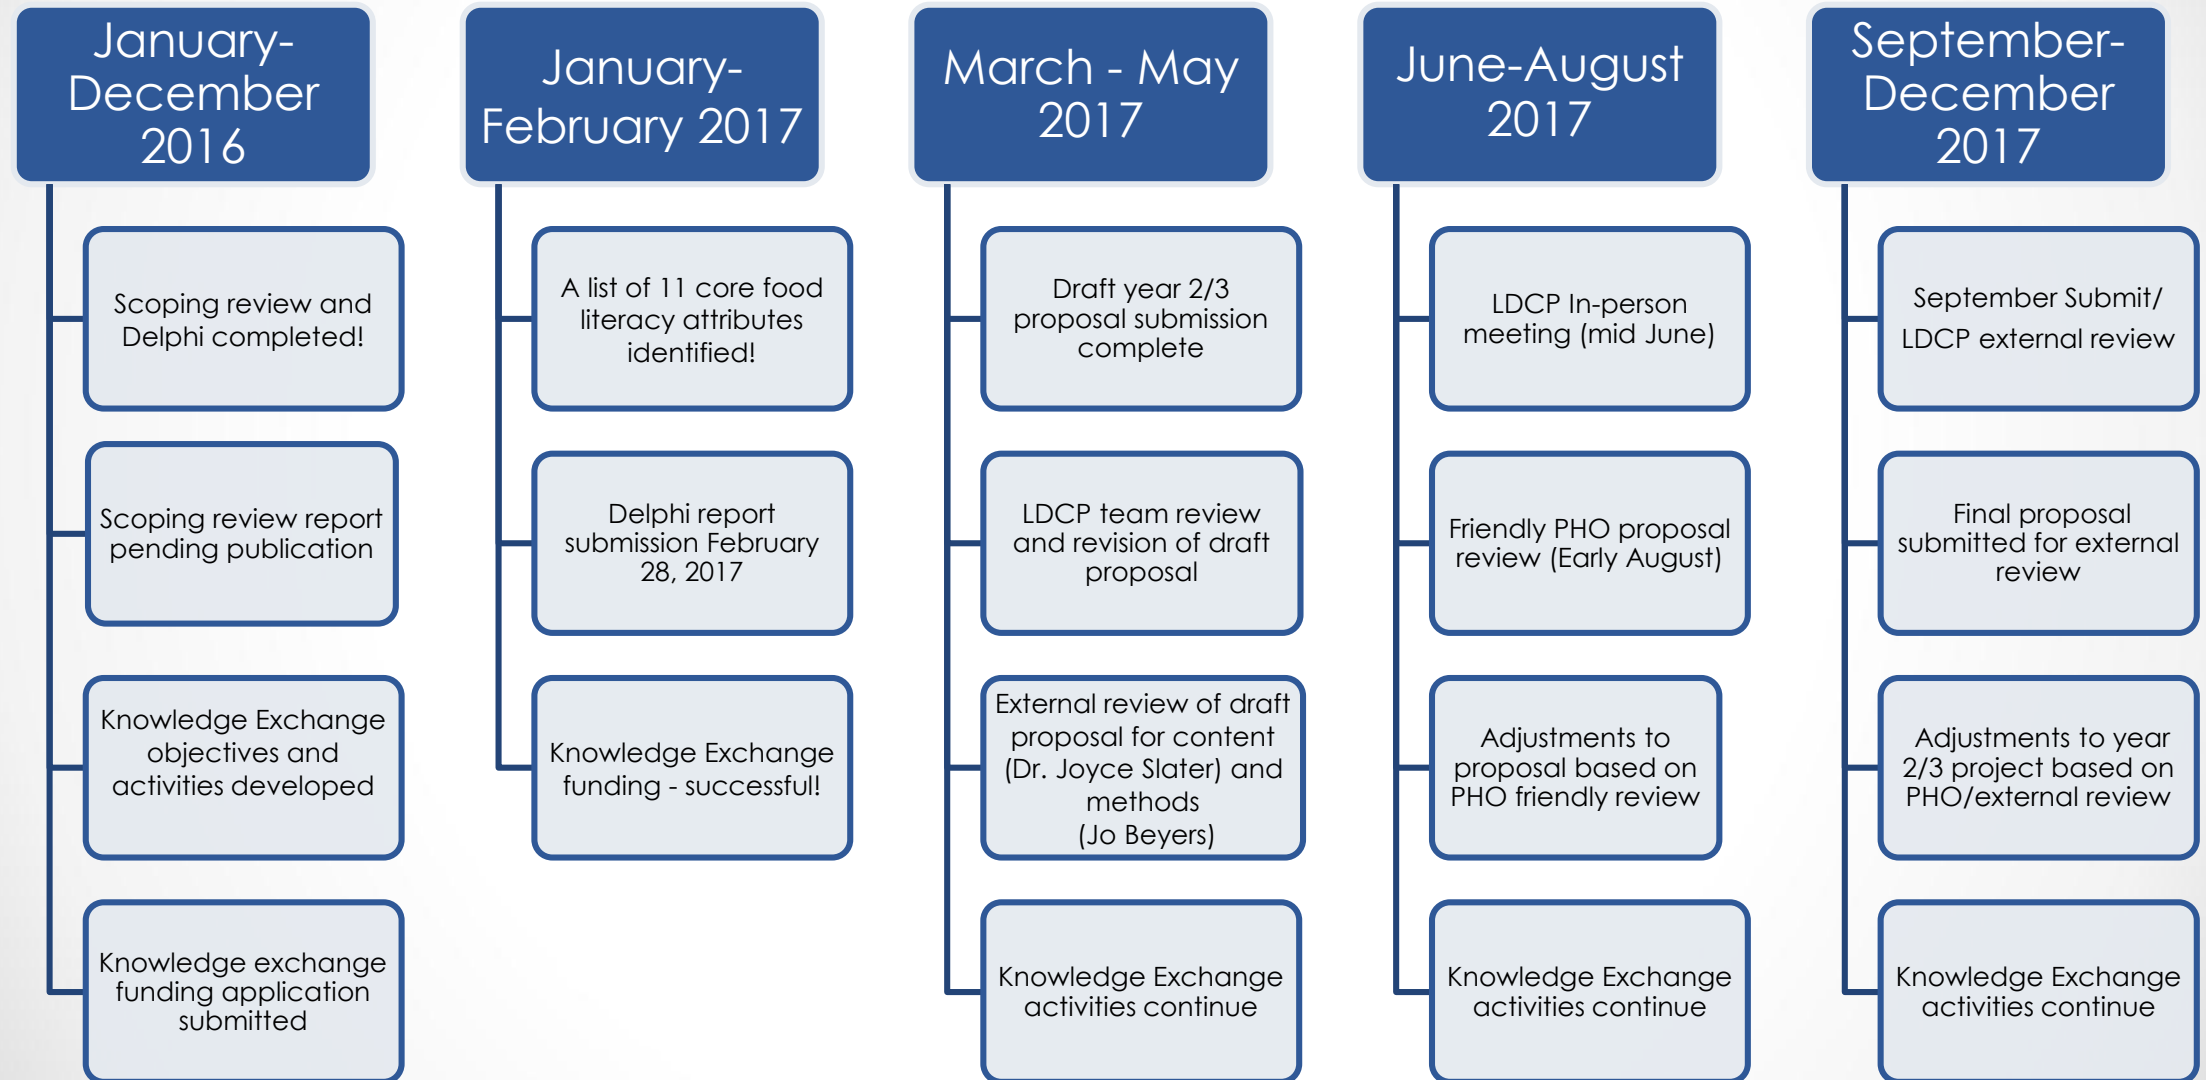 January-
December
2016
Scoping review and
Delphi completed!
Scoping review report
pending publication
Knowledge Exchange
objectives and
activities developed
Knowledge exchange
funding application
submitted
January-
February 2017
A list of 11 core food
literacy attributes
identified!
Delphi report
submission February
28, 2017
Knowledge Exchange
funding - successful!
March - May
2017
Draft year 2/3
proposal submission
complete
LDCP team review
and revision of draft
proposal
External review of draft
proposal for content
(Dr. Joyce Slater) and
methods
(Jo Beyers)
Knowledge Exchange
activities continue
June-August
2017
LDCP In-person
meeting (mid June)
Friendly PHO proposal
review (Early August)
Adjustments to
proposal based on
PHO friendly review
Knowledge Exchange
activities continue
September-
December
2017
September Submit/
LDCP external review
Final proposal
submitted for external
review
Adjustments to year
2/3 project based on
PHO/external review
Knowledge Exchange
activities continue